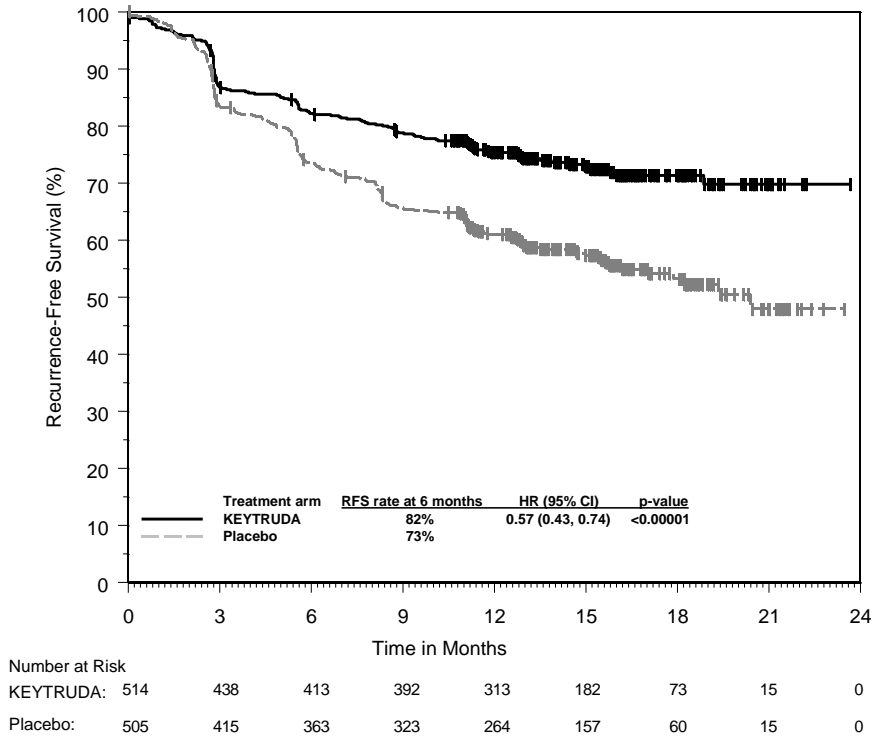 100
90
80
70
60
50
40
30
20
10
0
Recurrence-Free Survival (%)
Treatment arm RFS rate at 6 months HR (95% CI) p-value
KEYTRUDA 82% 0.57 (0.43, 0.74) <0.00001
Placebo 73%
0 3 6 9 12 15 18 21 24
Time in Months
Number at Risk
KEYTRUDA: 514 438 413 392 313 182 73 15 0
Placebo: 505 415 363 323 264 157 60 15 0